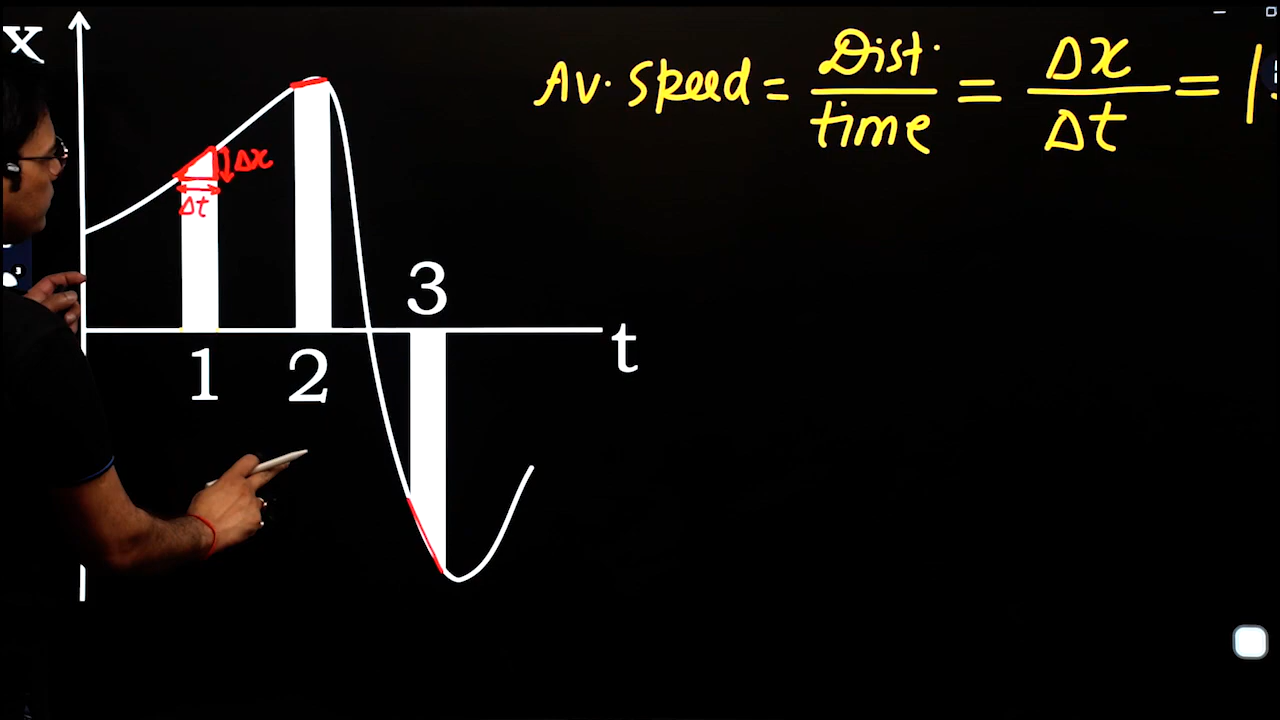 x
Av. Speed = Dist. / time = Δx / Δt = |
Δx
Δt
3
t
1 2